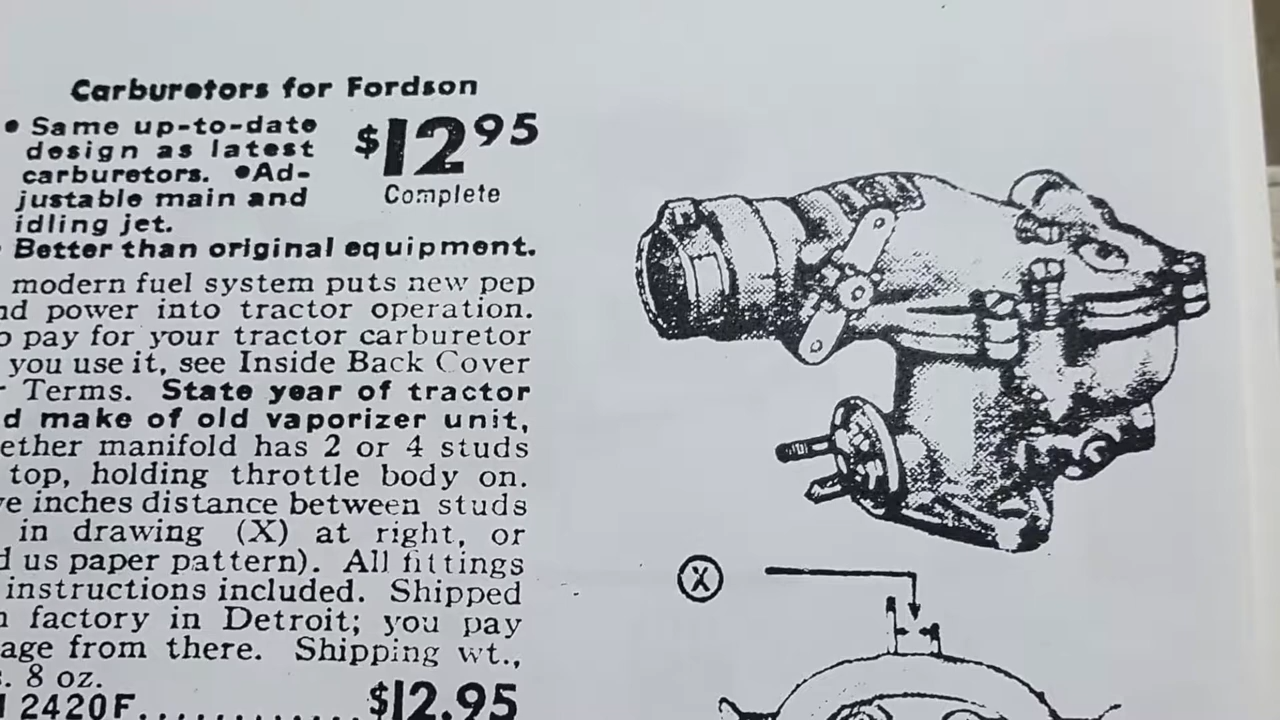 Carburetors for Fordson
• Same up-to-date
design as latest
carburetors. •Ad-
justable main and
idling jet.
$12 95
Complete
Better than original equipment.
modern fuel system puts new pep
power into tractor operation.
pay for your tractor carburetor
you use it, see Inside Back Cover
Terms. State year of tractor
make of old vaporizer unit,
ether manifold has 2 or 4 studs
top, holding throttle body on.
inches distance between studs
in drawing (X) at right, or
us paper pattern). All fittings
instructions included. Shipped
factory in Detroit; you pay
age from there. Shipping wt.,
8 oz.
2420F............$12.95
X